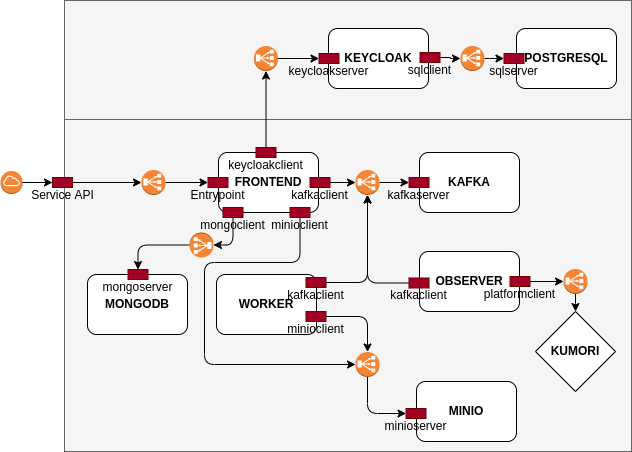 KEYCLOAK
POSTGRESQL
keycloakserver
sqlclient
sqlserver
keycloakclient
Service API
Entrypoint
FRONTEND
kafkaclient
kafkaserver
KAFKA
mongoclient
minioclient
mongoserver
MONGODB
WORKER
kafkaclient
minioclient
OBSERVER
kafkaclient
platformclient
KUMORI
MINIO
minioserver